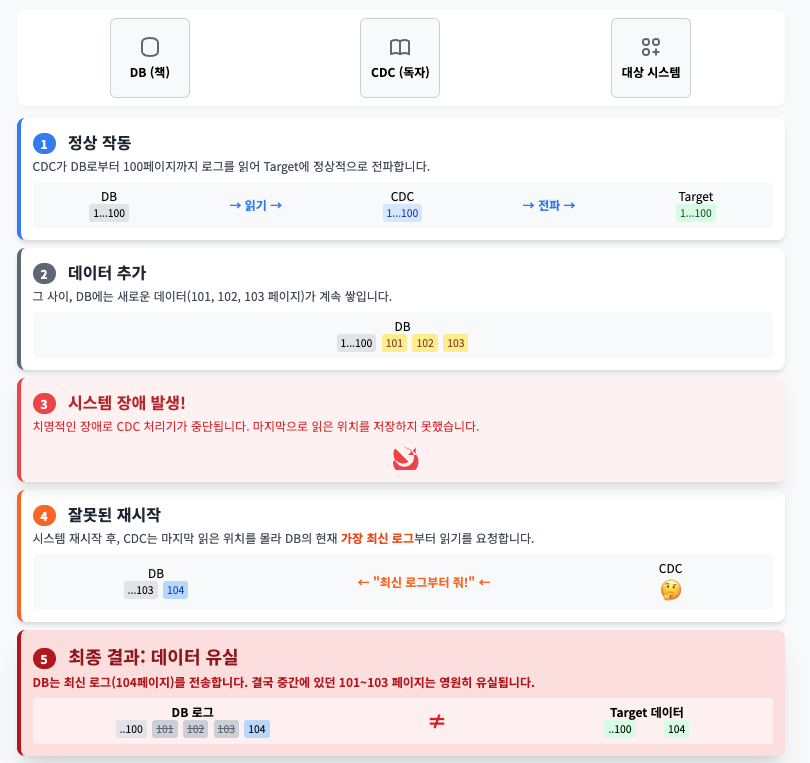 DB (책)
CDC (독자)
대상 시스템
1 정상 작동
CDC가 DB로부터 100페이지까지 로그를 읽어 Target에 정상적으로 전파합니다.
DB
CDC
Target
1...100
→ 읽기 →
1...100
→ 전파 →
1...100
2 데이터 추가
그 사이, DB에는 새로운 데이터(101, 102, 103 페이지)가 계속 쌓입니다.
DB
1...100 101 102 103
3 시스템 장애 발생!
치명적인 장애로 CDC 처리기가 중단됩니다. 마지막으로 읽은 위치를 저장하지 못했습니다.
4 잘못된 재시작
시스템 재시작 후, CDC는 마지막 읽은 위치를 몰라 DB의 현재 가장 최신 로그부터 읽기를 요청합니다.
DB
CDC
...103 104
← "최신 로그부터 줘!" ←
5 최종 결과: 데이터 유실
DB는 최신 로그(104페이지)를 전송합니다. 결국 중간에 있던 101~103 페이지는 영원히 유실됩니다.
DB 로그
Target 데이터
..100 101 102 103 104
≠
..100 104